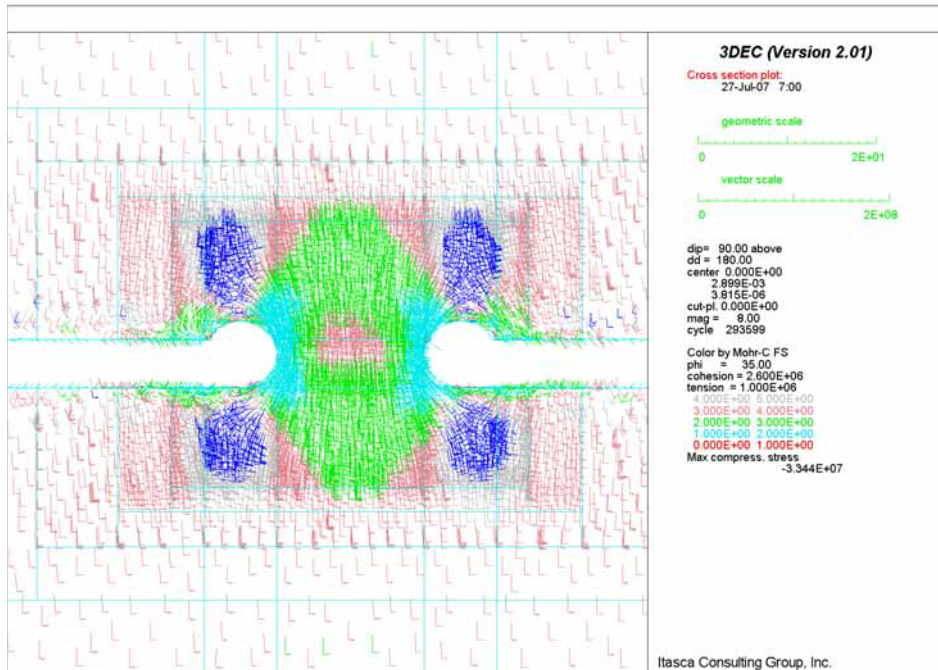 3DEC (Version 2.01)
Cross section plot:
27-Jul-07 7:00
geometric scale
0 2E+01
vector scale
0 2E+08
dip= 90.00 above
dd = 180.00
center 0.000E+00
2.899E-03
3.815E-06
cut-pl. 0.000E+00
mag = 8.00
cycle 293599
Color by Mohr-C FS
phi = 35.00
cohesion = 2.600E+06
tension = 1.000E+06
4.000E+00 5.000E+00
3.000E+00 4.000E+00
2.000E+00 3.000E+00
1.000E+00 2.000E+00
0.000E+00 1.000E+00
Max compress. stress
-3.344E+07
Itasca Consulting Group, Inc.